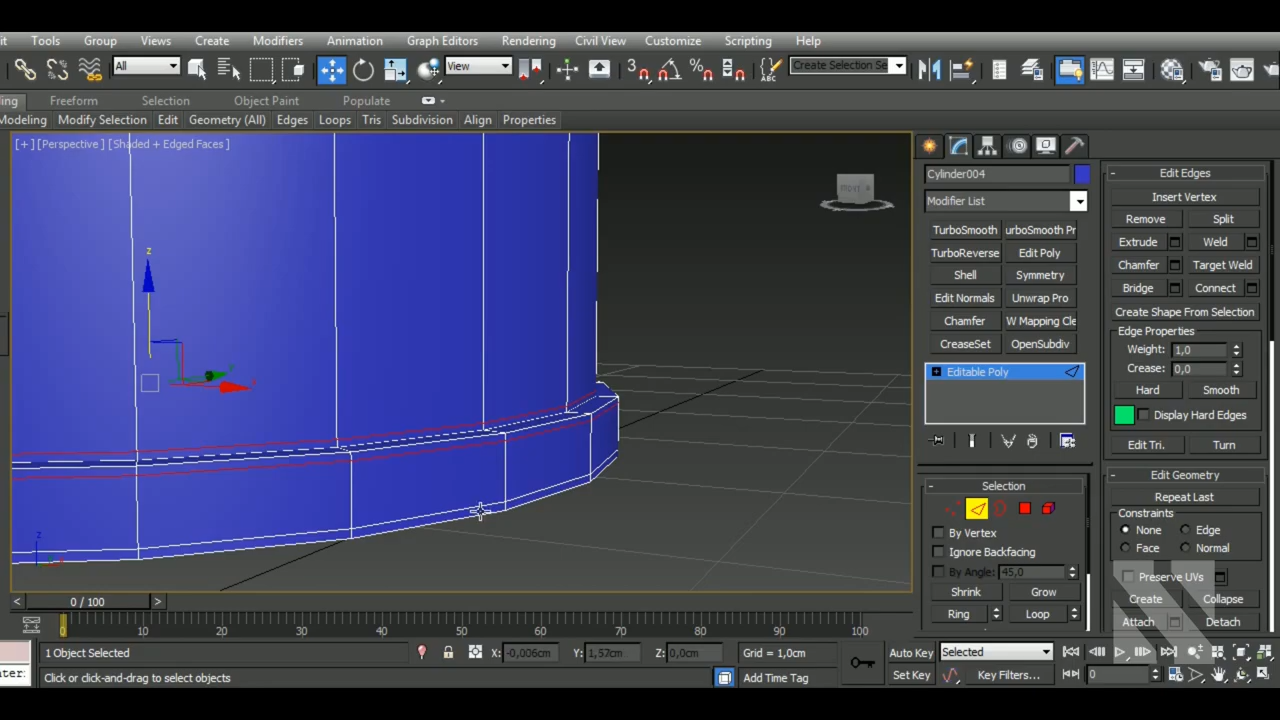 it Tools Group Views Create Modifiers Animation Graph Editors Rendering Civil View Customize Scripting Help
All View 3 ABC Create Selection Se
ling Freeform Selection Object Paint Populate
Modeling Modify Selection Edit Geometry (All) Edges Loops Tris Subdivision Align Properties
[+] [Perspective] [Shaded + Edged Faces]
Cylinder004
Modifier List
TurboSmooth urboSmooth Pr
TurboReverse Edit Poly
Shell Symmetry
Edit Normals Unwrap Pro
Chamfer W Mapping Cle
CreaseSet OpenSubdiv
Editable Poly
- Selection
By Vertex
Ignore Backfacing
By Angle: 45,0
Shrink Grow
Ring Loop
- Edit Edges
Insert Vertex
Remove Split
Extrude Weld
Chamfer Target Weld
Bridge Connect
Create Shape From Selection
Edge Properties
Weight: 1,0
Crease: 0,0
Hard Smooth
Display Hard Edges
Edit Tri. Turn
- Edit Geometry
Repeat Last
Constraints
None Edge
Face Normal
Preserve UVs
Create Collapse
Attach Detach
z
x
z
< 0 / 100 >
0 10 20 30 40 50 60 70 80 90 100
1 Object Selected X: -0,006cm Y: 1,57cm Z: 0,0cm Grid = 1,0cm Auto Key Selected
Click or click-and-drag to select objects Add Time Tag Set Key Key Filters... 0